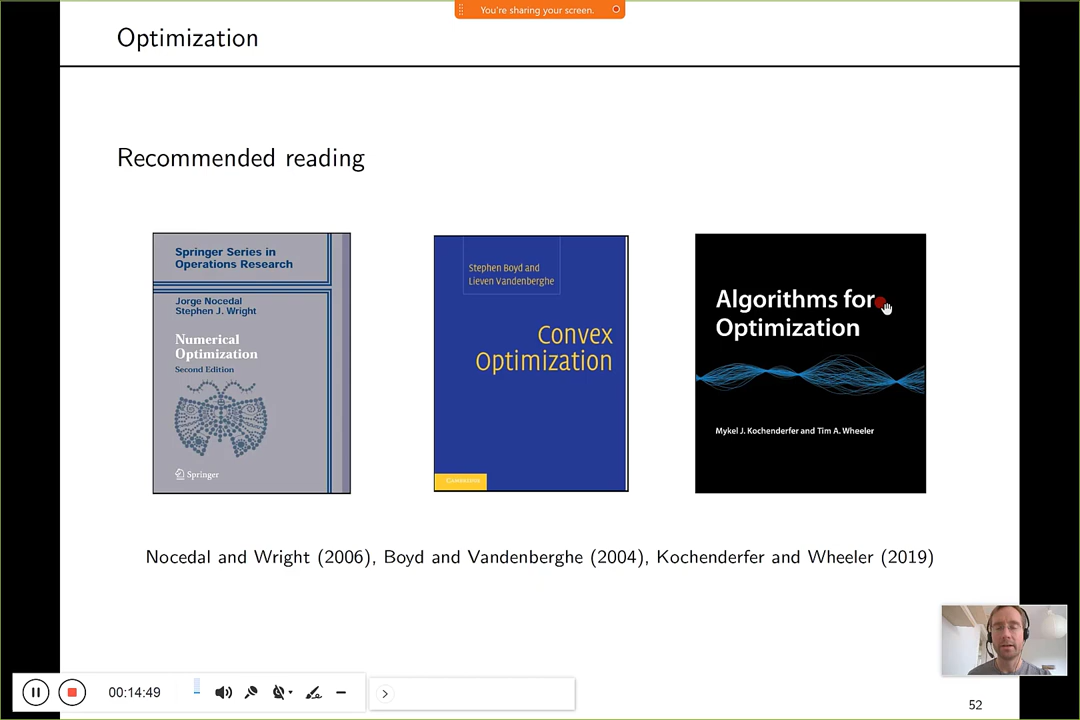 You're sharing your screen.
Optimization
Recommended reading
Springer Series in
Operations Research
Jorge Nocedal
Stephen J. Wright
Numerical
Optimization
Second Edition
Springer
Stephen Boyd and
Lieven Vandenberghe
Convex
Optimization
CAMBRIDGE
Algorithms for
Optimization
Mykel J. Kochenderfer and Tim A. Wheeler
Nocedal and Wright (2006), Boyd and Vandenberghe (2004), Kochenderfer and Wheeler (2019)
00:14:49
52